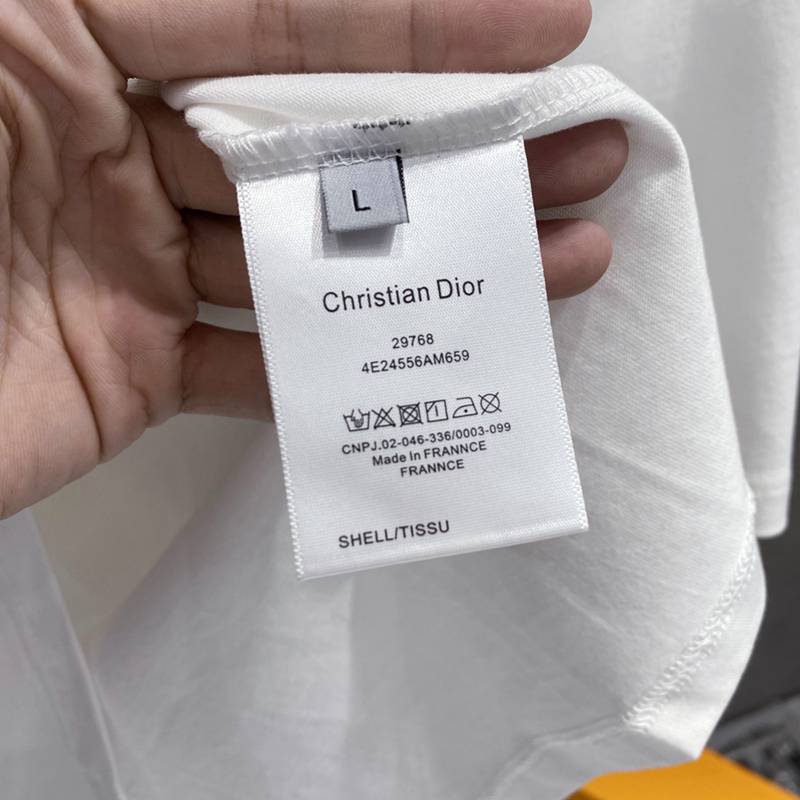 L
Christian Dior
29768
4E24556AM659
CNPJ.02-046-336/0003-099
Made In FRANNCE
FRANNCE
SHELL/TISSU